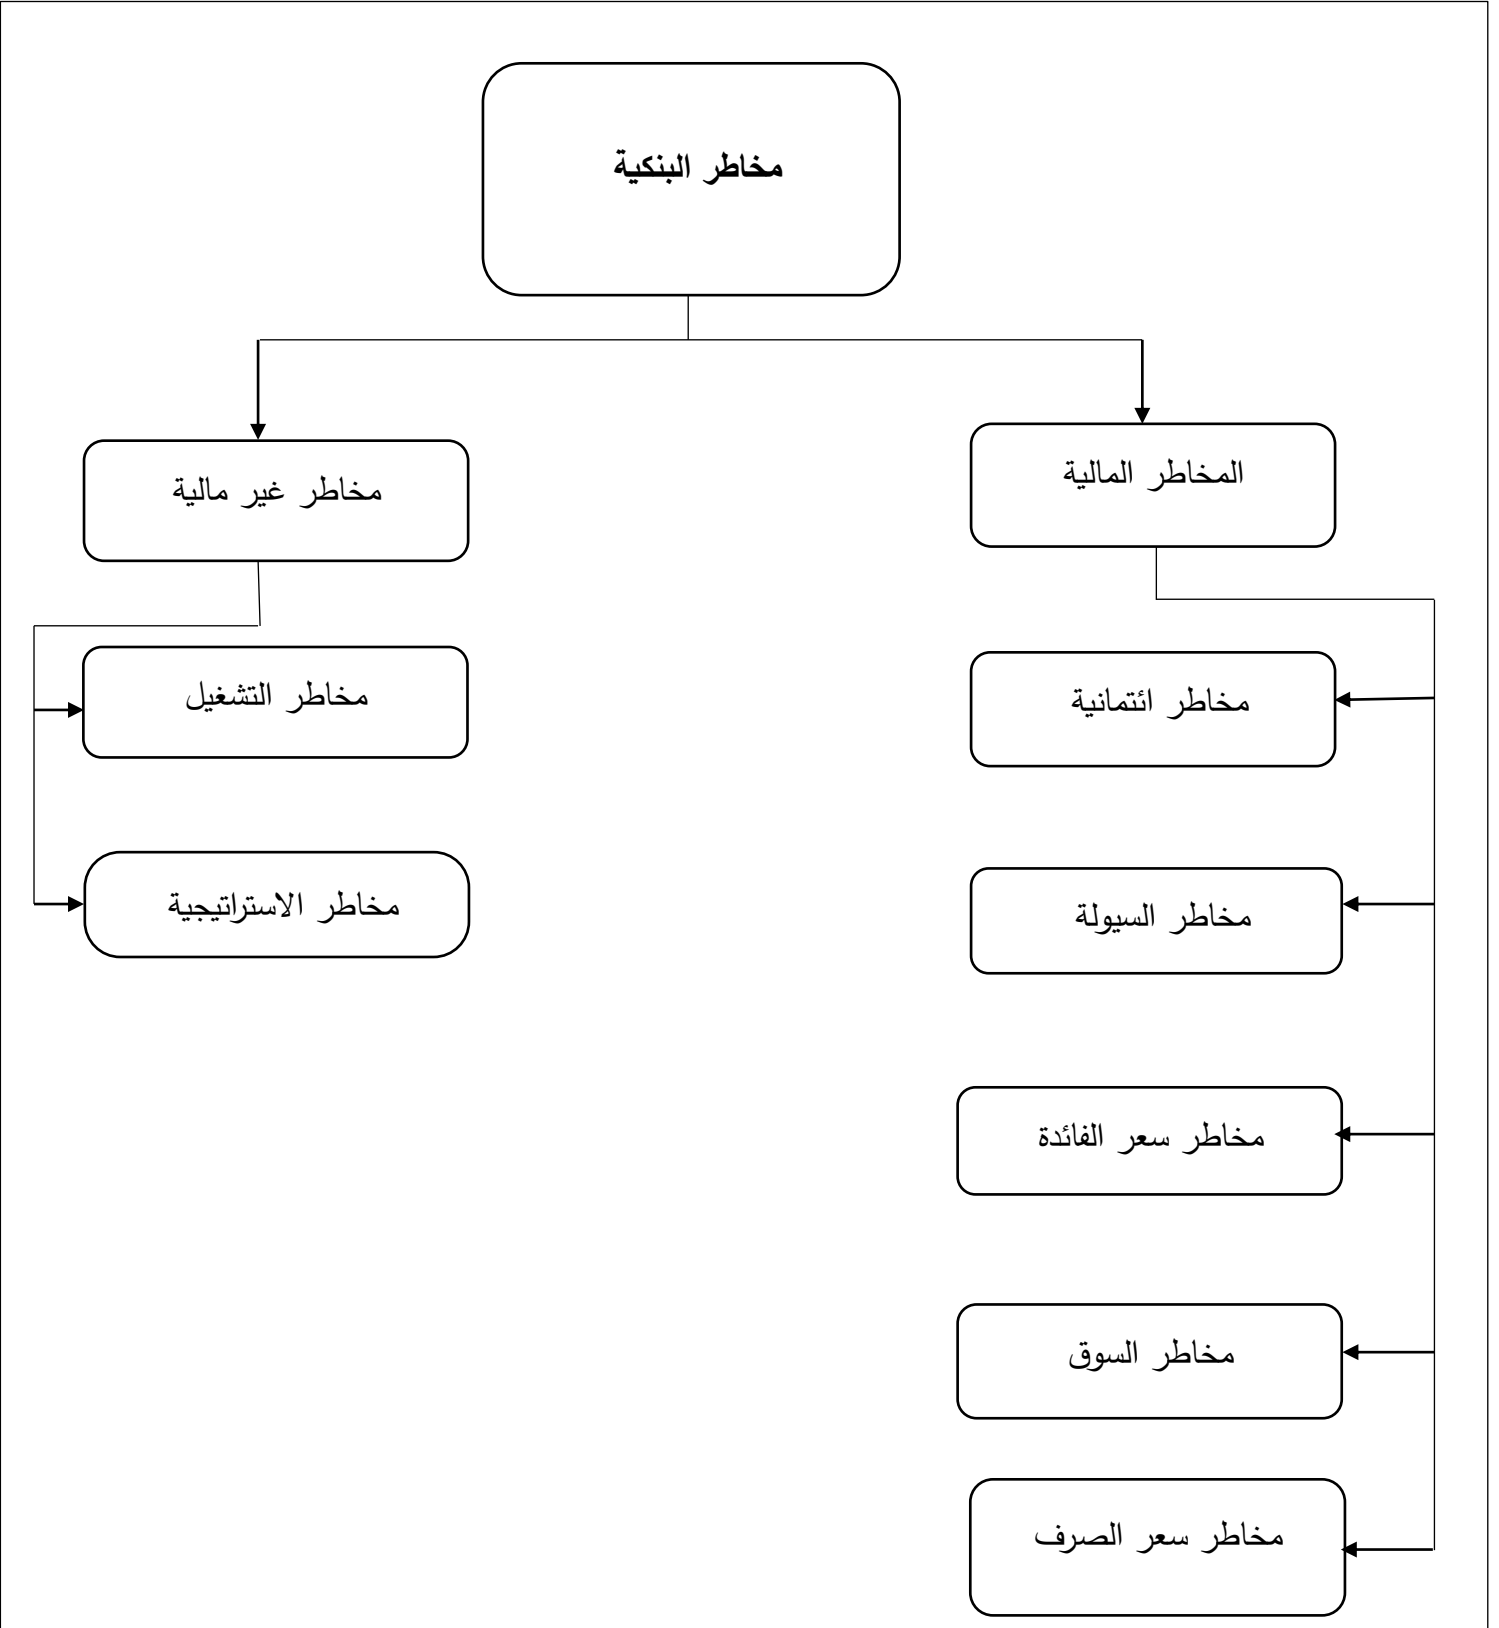 مخاطر البنكية
المخاطر المالية
مخاطر غير مالية
مخاطر ائتمانية
مخاطر التشغيل
مخاطر السيولة
مخاطر الاستراتيجية
مخاطر سعر الفائدة
مخاطر السوق
مخاطر سعر الصرف